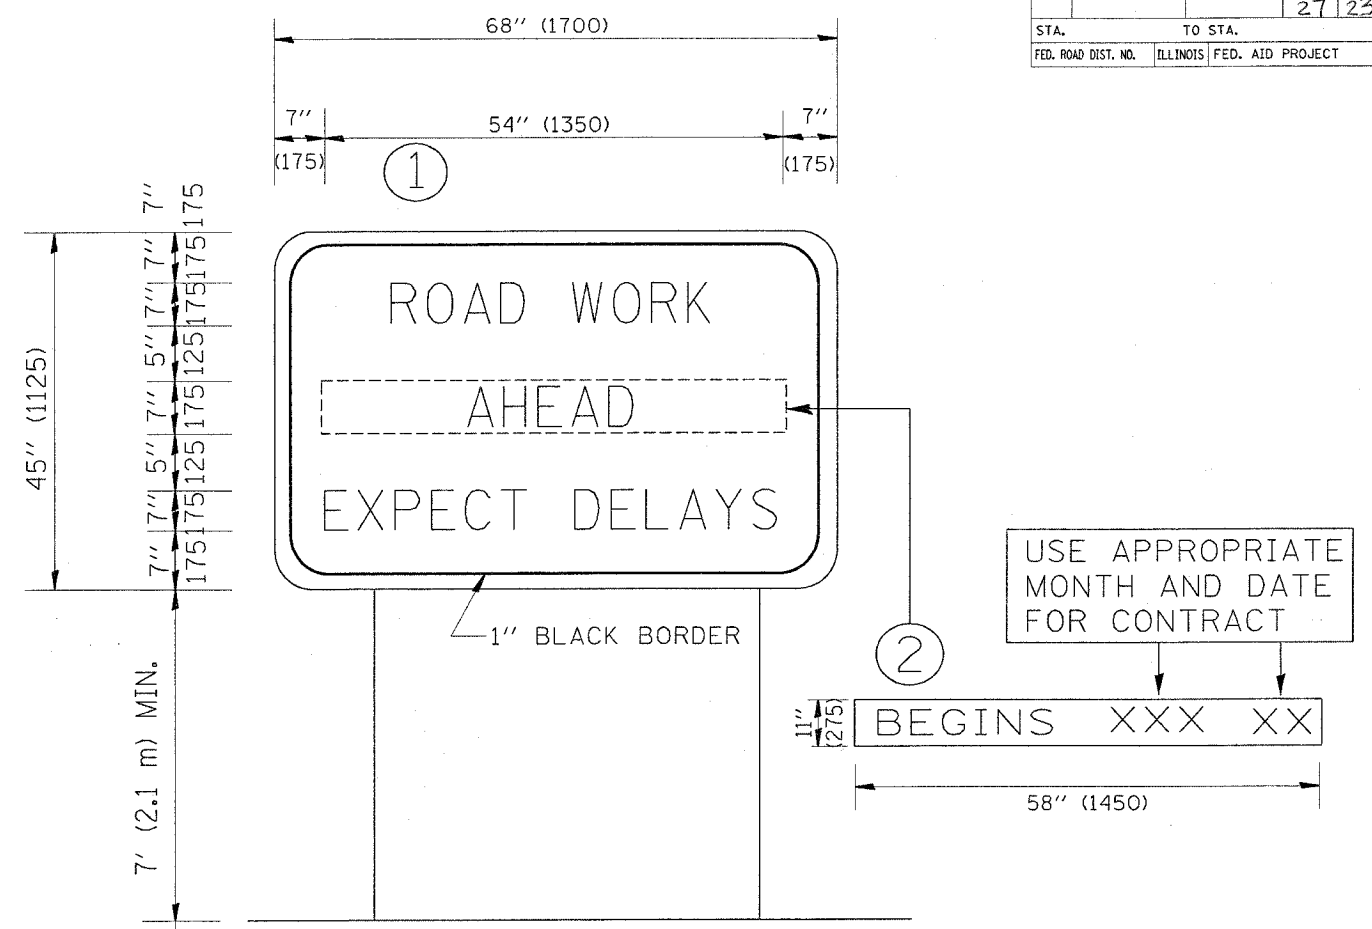 27 23
STA. TO STA.
FED. ROAD DIST. NO. ILLINOIS FED. AID PROJECT
68'' (1700)
7'' 54'' (1350) 7''
(175) (175)
1
7'' 175
7'' 175
7'' 175
5'' 125
7'' 175
5'' 125
7'' 175
7'' 175
45'' (1125)
ROAD WORK
AHEAD
EXPECT DELAYS
1'' BLACK BORDER
7' (2.1 m) MIN.
USE APPROPRIATE
MONTH AND DATE
FOR CONTRACT
2
11'' (275)
BEGINS XXX XX
58'' (1450)